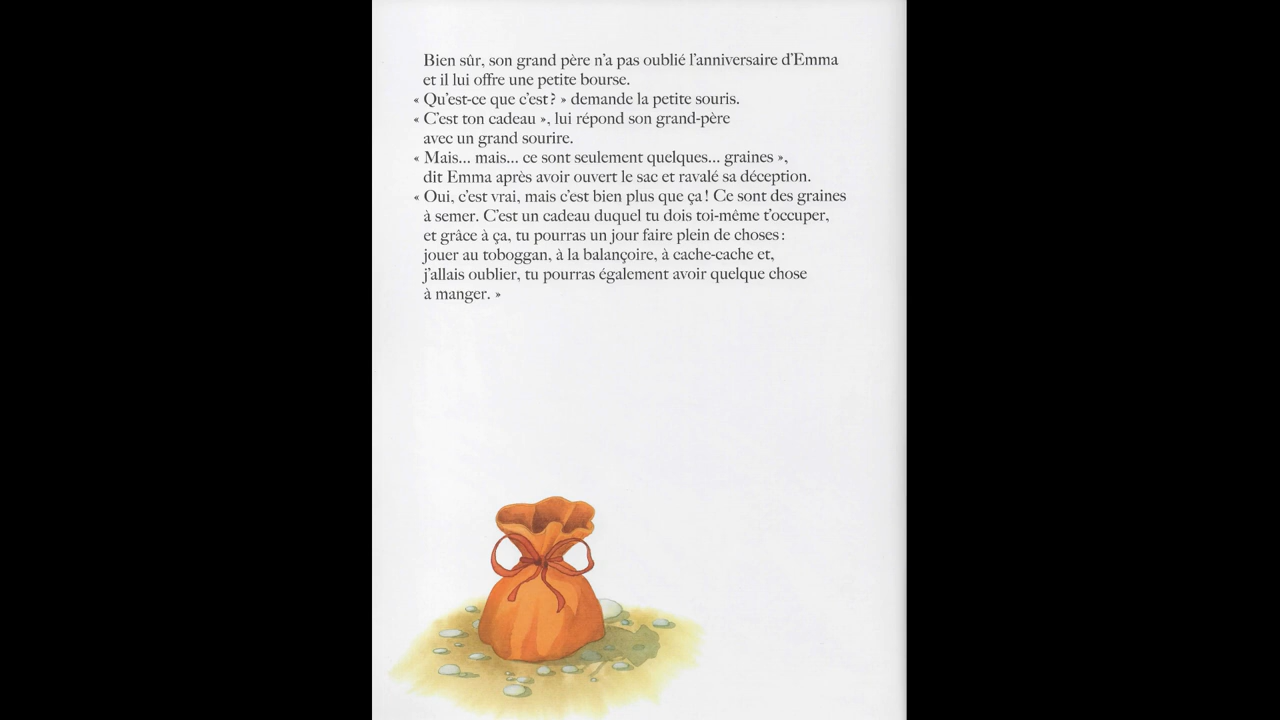 Bien sûr, son grand père n'a pas oublié l'anniversaire d'Emma
et il lui offre une petite bourse.
« Qu'est-ce que c'est ? » demande la petite souris.
« C'est ton cadeau », lui répond son grand-père
avec un grand sourire.
« Mais... mais... ce sont seulement quelques... graines »,
dit Emma après avoir ouvert le sac et ravalé sa déception.
« Oui, c'est vrai, mais c'est bien plus que ça ! Ce sont des graines
à semer. C'est un cadeau duquel tu dois toi-même t'occuper,
et grâce à ça, tu pourras un jour faire plein de choses :
jouer au toboggan, à la balançoire, à cache-cache et,
j'allais oublier, tu pourras également avoir quelque chose
à manger. »